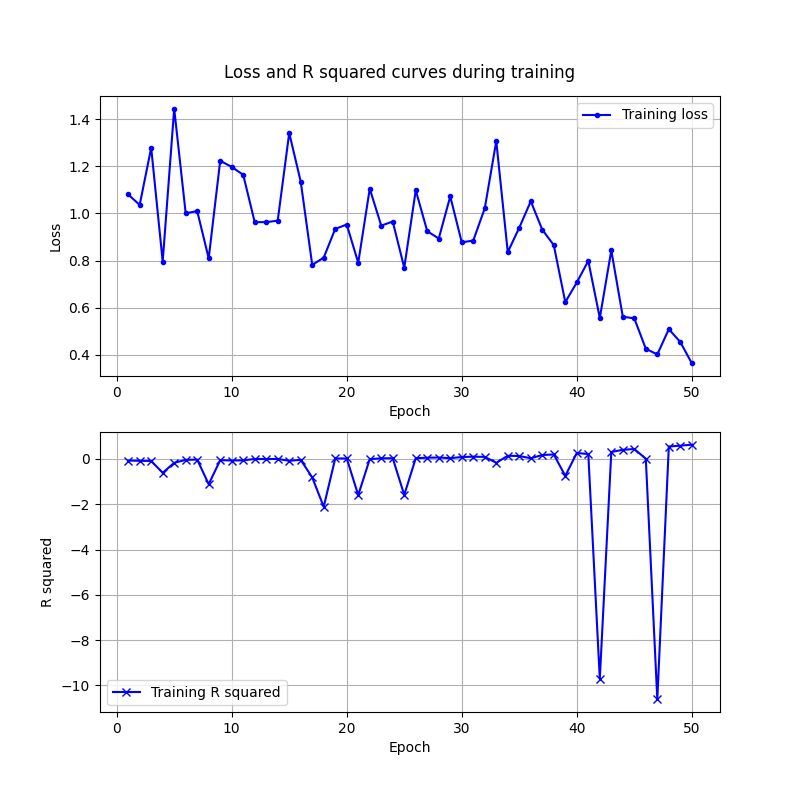 Loss and R squared curves during training
1.4
1.2
1.0
0.8
0.6
0.4
Loss
Training loss
0 10 20 30 40 50
Epoch
0
−2
−4
−6
−8
−10
R squared
Training R squared
0 10 20 30 40 50
Epoch